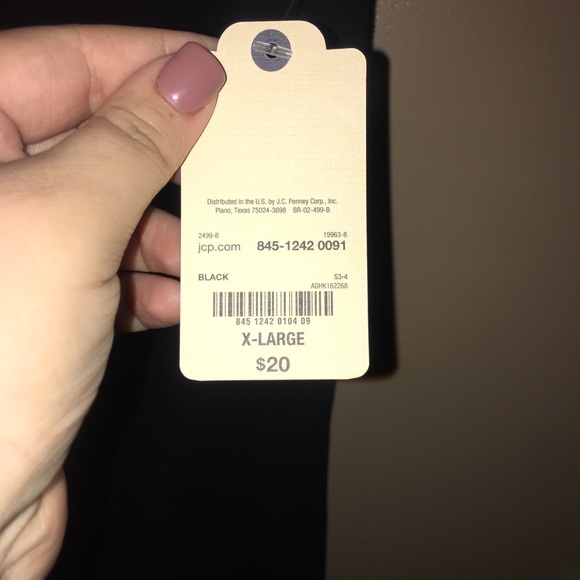 Distributed in the U.S. by J.C. Penney Corp., Inc.
Plano, Texas 75024-3698 BR-02-499-B
2499-B 19963-8
jcp.com 845-1242 0091
BLACK S3-4
ADHK162268
845 1242 0104 09
X-LARGE
$20